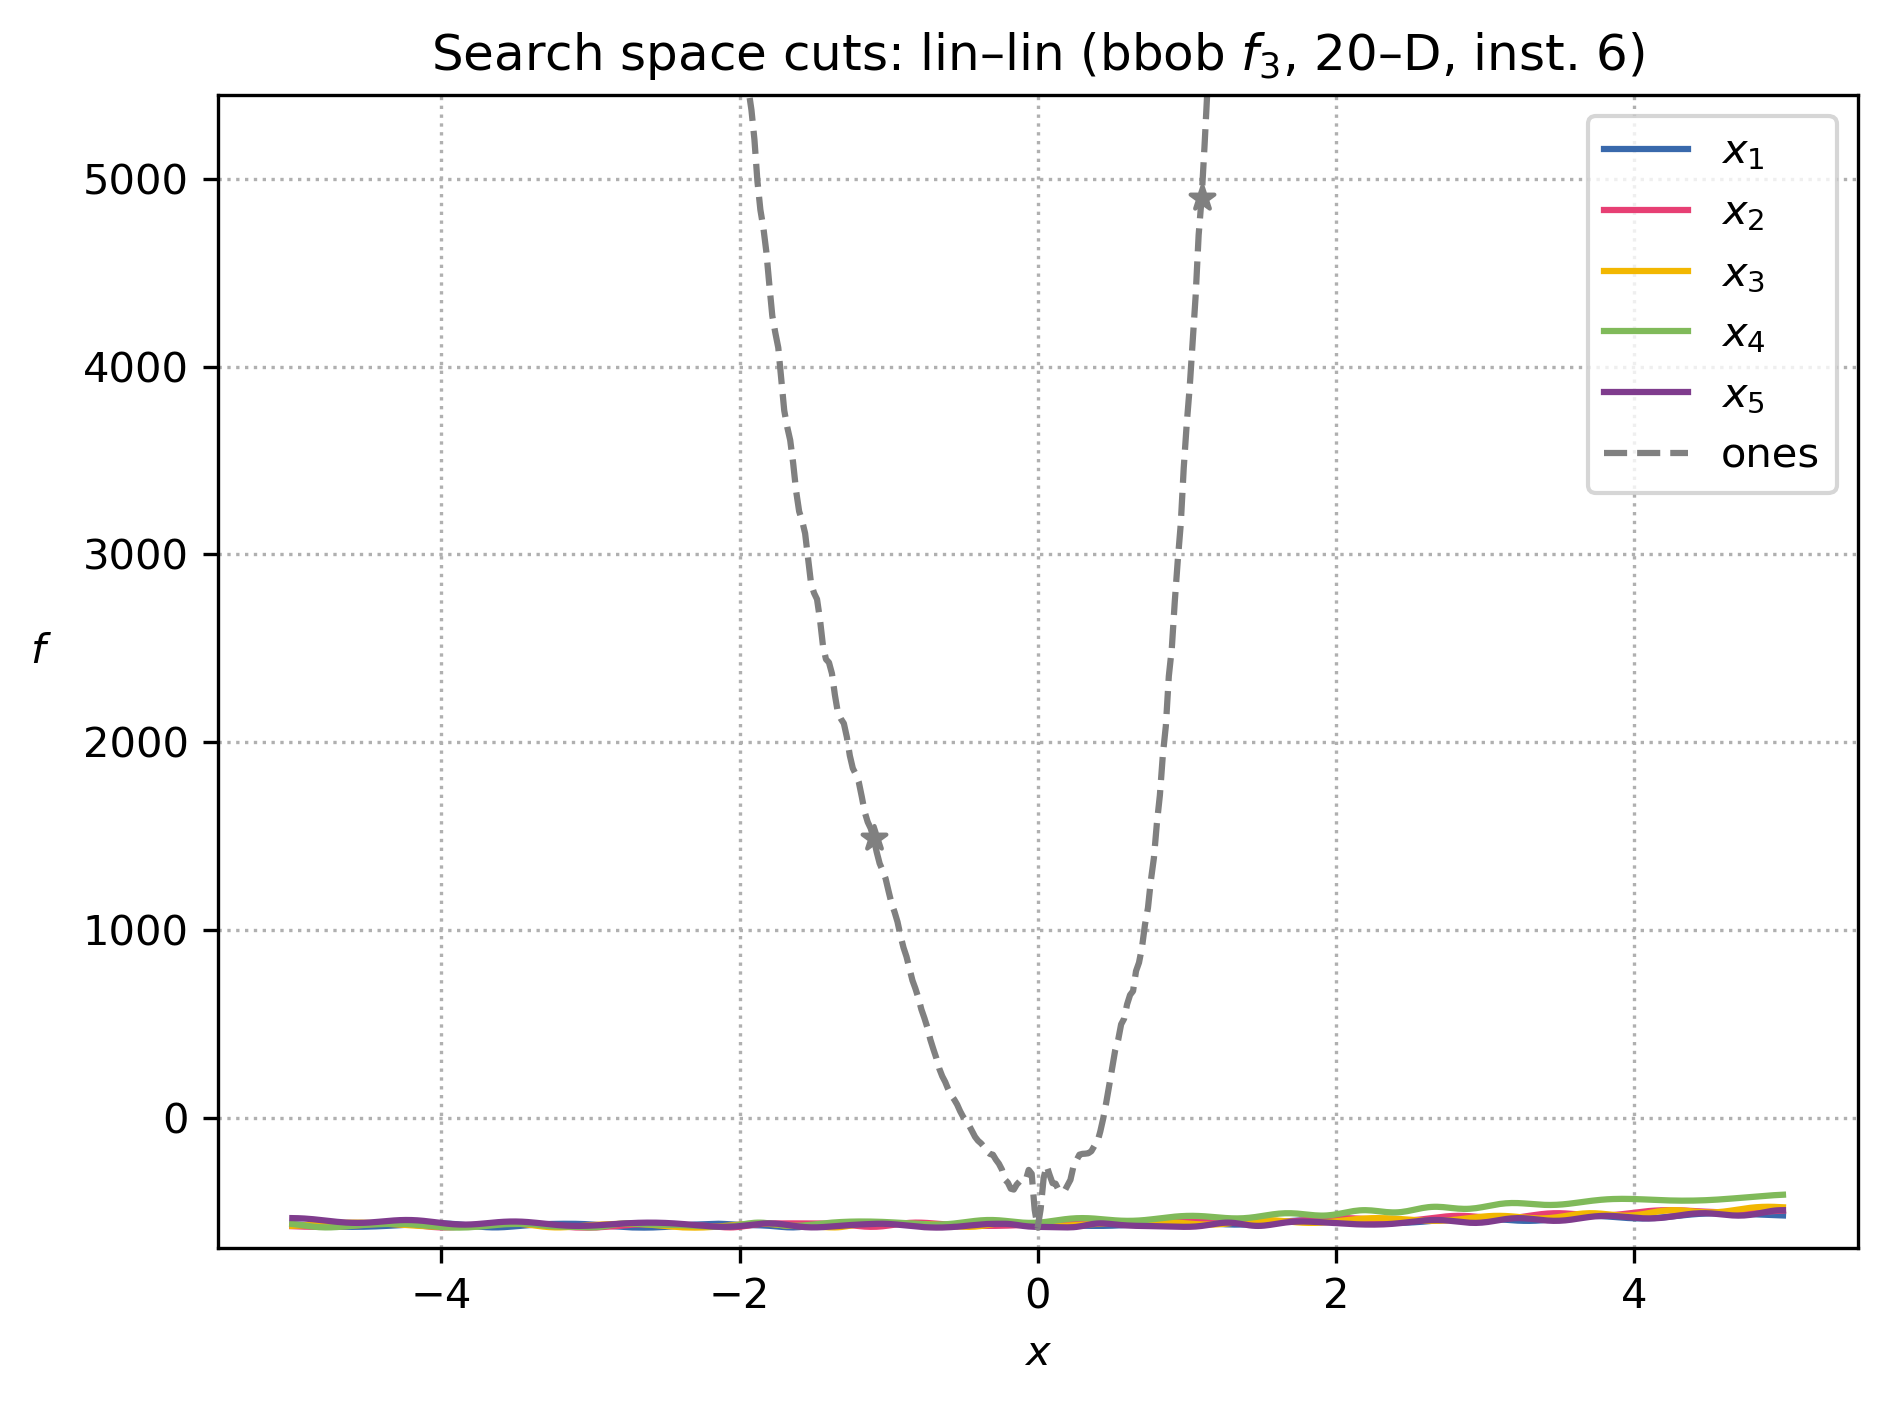 Search space cuts: lin–lin (bbob f₃, 20–D, inst. 6)
5000
4000
3000
2000
1000
0
f
−4
−2
0
2
4
x
x₁
x₂
x₃
x₄
x₅
ones